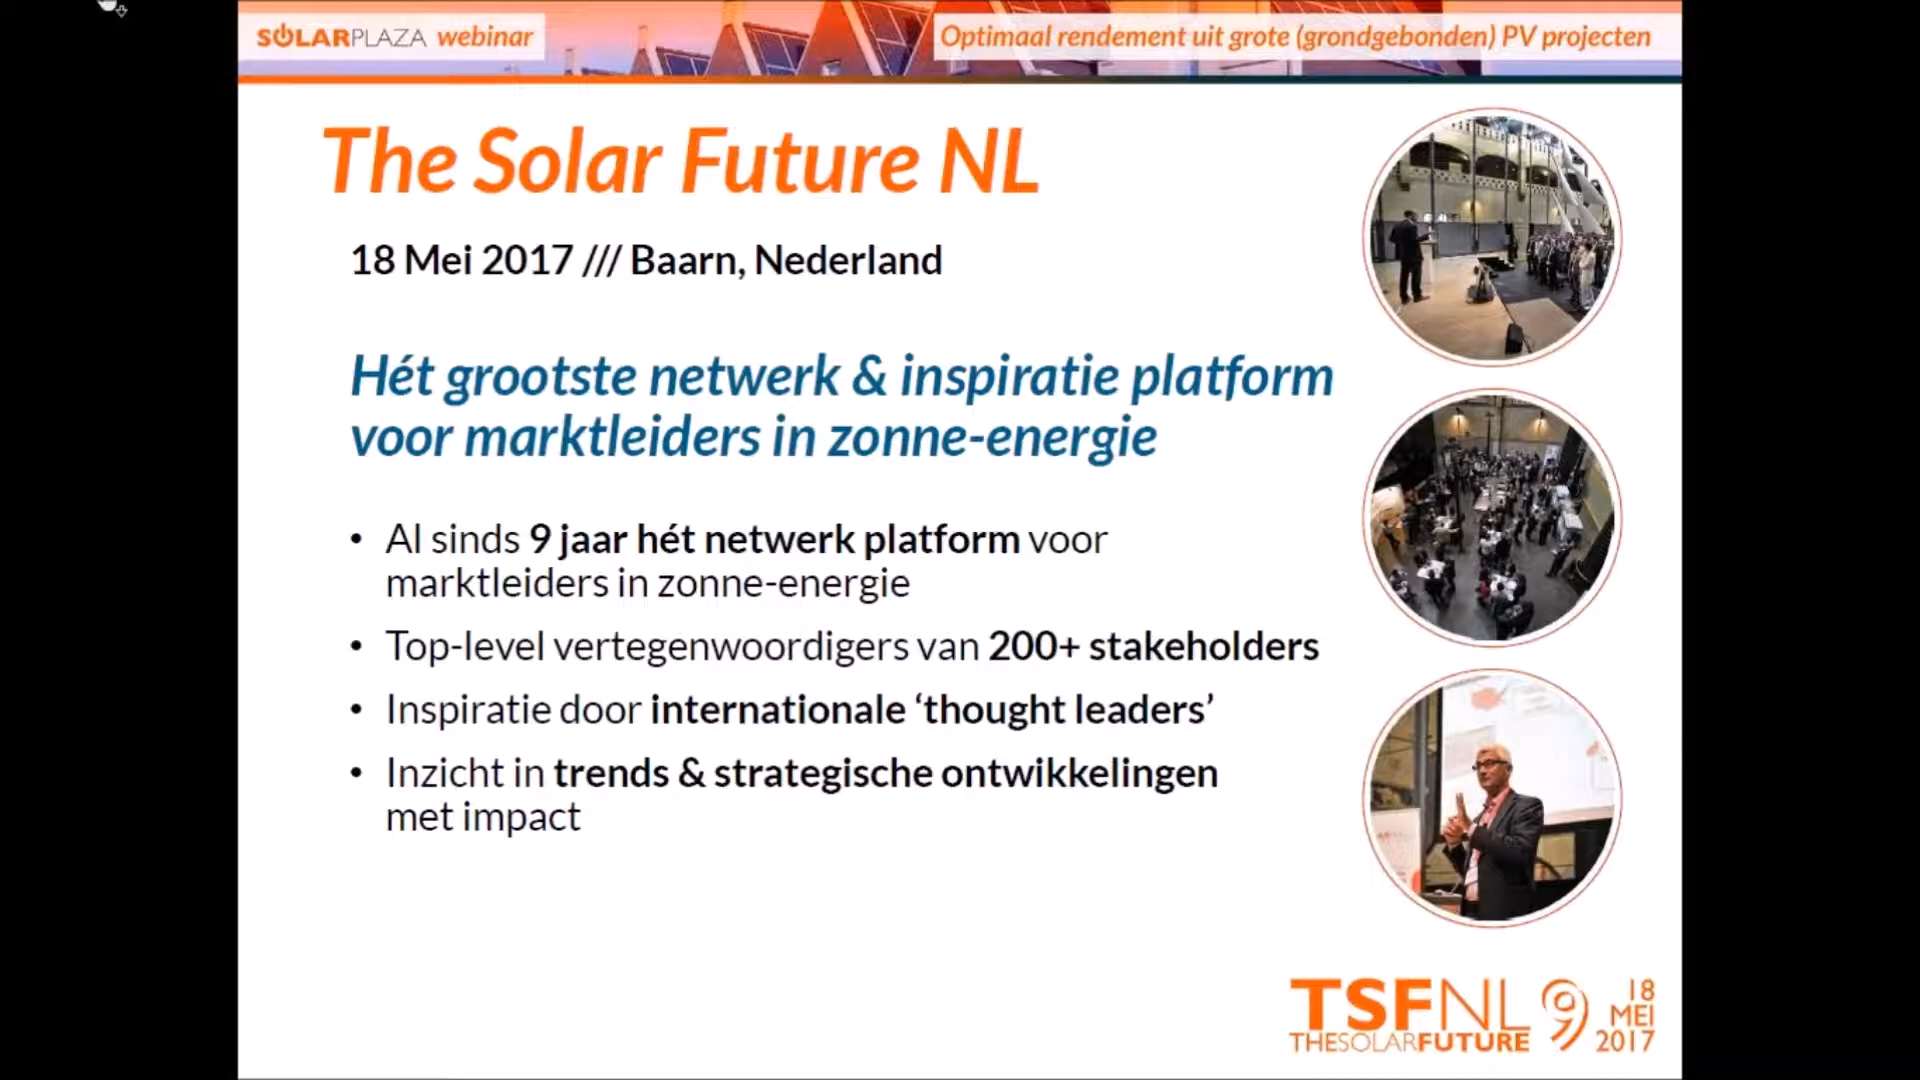 SOLARPLAZA webinar
Optimaal rendement uit grote (grondgebonden) PV projecten
The Solar Future NL
18 Mei 2017 /// Baarn, Nederland
Hét grootste netwerk & inspiratie platform
voor marktleiders in zonne-energie
• Al sinds 9 jaar hét netwerk platform voor
marktleiders in zonne-energie
• Top-level vertegenwoordigers van 200+ stakeholders
• Inspiratie door internationale ‘thought leaders’
• Inzicht in trends & strategische ontwikkelingen
met impact
TSFNL 9
THESOLARFUTURE
18
MEI
2017